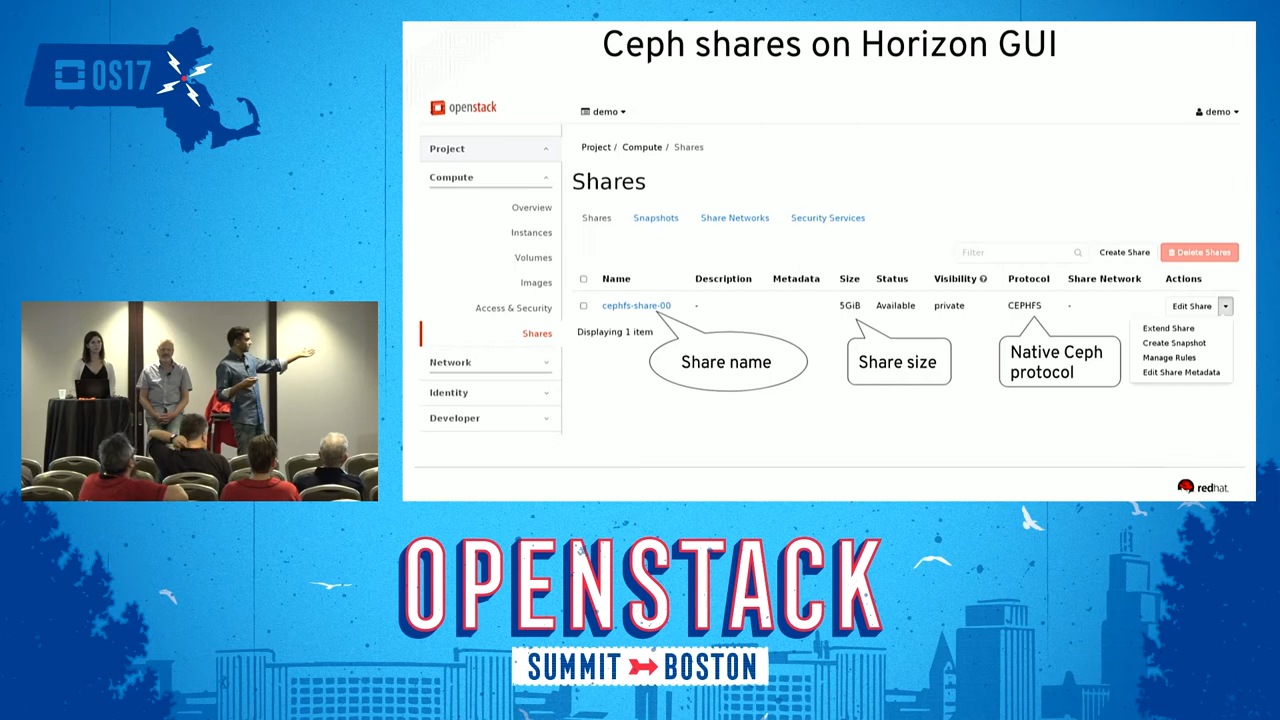 OS17
Ceph shares on Horizon GUI
openstack
demo
demo
Project
Compute
Overview
Instances
Volumes
Images
Access & Security
Shares
Network
Identity
Developer
Project / Compute / Shares
Shares
Shares Snapshots Share Networks Security Services
Filter Create Share Delete Shares
Name Description Metadata Size Status Visibility Protocol Share Network Actions
cephfs-share-00 - 5GiB Available private CEPHFS - Edit Share
Displaying 1 item
Extend Share
Create Snapshot
Manage Rules
Edit Share Metadata
Share name
Share size
Native Ceph
protocol
redhat.
OPENSTACK
SUMMIT BOSTON